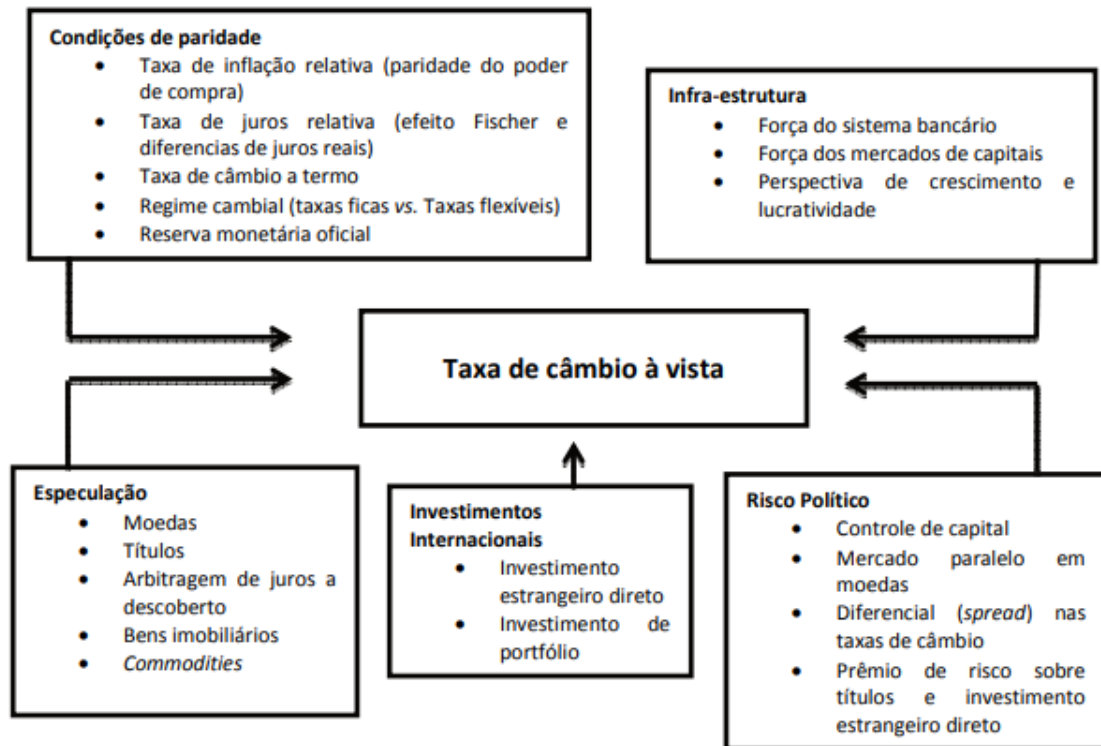 Condições de paridade
• Taxa de inflação relativa (paridade do poder
de compra)
• Taxa de juros relativa (efeito Fischer e
diferencias de juros reais)
• Taxa de câmbio a termo
• Regime cambial (taxas ficas vs. Taxas flexíveis)
• Reserva monetária oficial
Infra-estrutura
• Força do sistema bancário
• Força dos mercados de capitais
• Perspectiva de crescimento e
lucratividade
Taxa de câmbio à vista
Especulação
• Moedas
• Títulos
• Arbitragem de juros a
descoberto
• Bens imobiliários
• Commodities
Investimentos
Internacionais
• Investimento
estrangeiro direto
• Investimento de
portfólio
Risco Político
• Controle de capital
• Mercado paralelo em
moedas
• Diferencial (spread) nas
taxas de câmbio
• Prêmio de risco sobre
títulos e investimento
estrangeiro direto